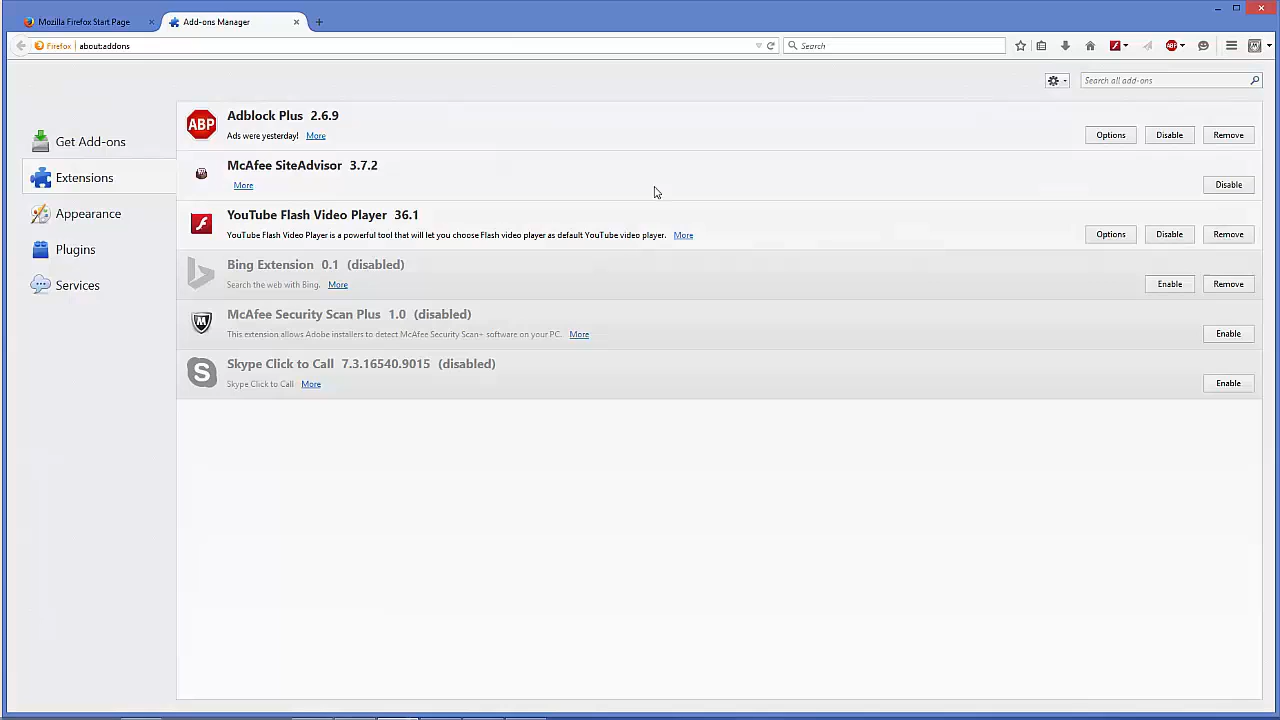 Mozilla Firefox Start Page
Add-ons Manager
Firefox about:addons
Search
ABP
Search all add-ons
Get Add-ons
Extensions
Appearance
Plugins
Services
ABP
Adblock Plus 2.6.9
Ads were yesterday! More
Options Disable Remove
McAfee SiteAdvisor 3.7.2
More
Disable
YouTube Flash Video Player 36.1
YouTube Flash Video Player is a powerful tool that will let you choose Flash video player as default YouTube video player. More
Options Disable Remove
Bing Extension 0.1 (disabled)
Search the web with Bing. More
Enable Remove
McAfee Security Scan Plus 1.0 (disabled)
This extension allows Adobe installers to detect McAfee Security Scan+ software on your PC. More
Enable
Skype Click to Call 7.3.16540.9015 (disabled)
Skype Click to Call More
Enable